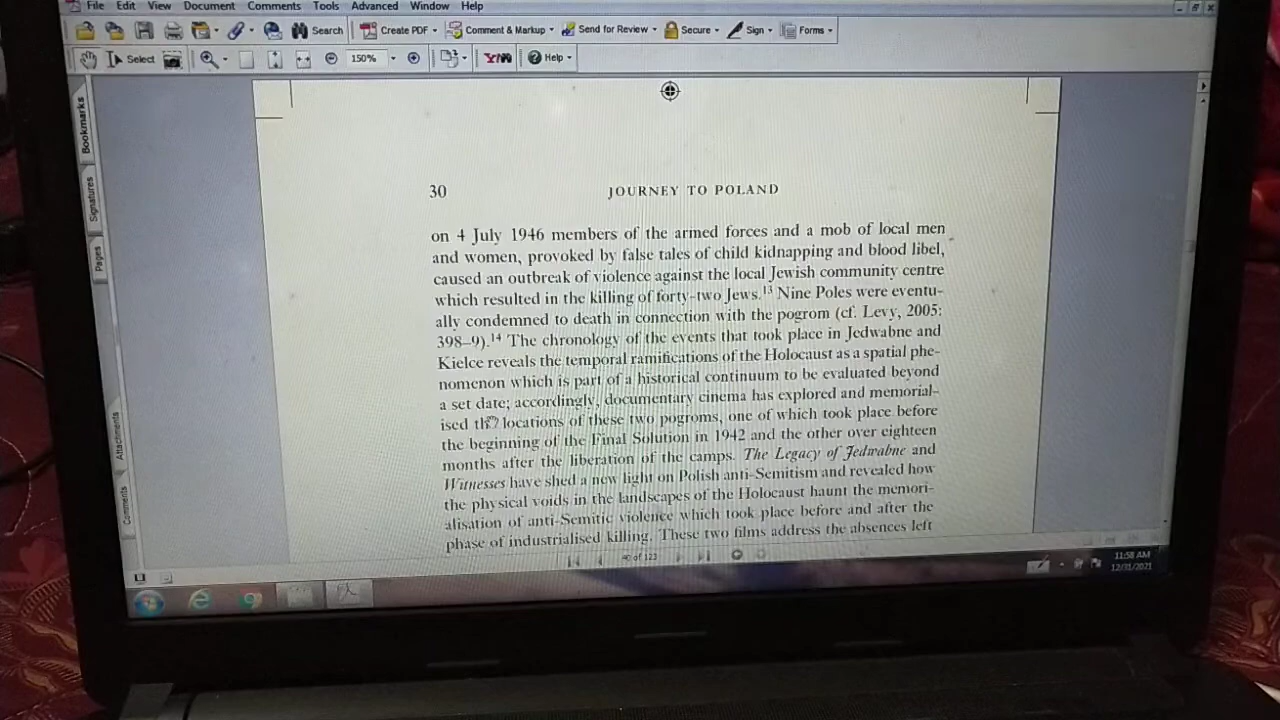 File Edit View Document Comments Tools Advanced Window Help
Search Create PDF Comment & Markup Send for Review Secure Sign Forms
Select 150% Help
Bookmarks
Signatures
Pages
Attachments
Comments
30 JOURNEY TO POLAND
on 4 July 1946 members of the armed forces and a mob of local men
and women, provoked by false tales of child kidnapping and blood libel,
caused an outbreak of violence against the local Jewish community centre
which resulted in the killing of forty-two Jews.13 Nine Poles were eventu-
ally condemned to death in connection with the pogrom (cf. Levy, 2005:
398–9).14 The chronology of the events that took place in Jedwabne and
Kielce reveals the temporal ramifications of the Holocaust as a spatial phe-
nomenon which is part of a historical continuum to be evaluated beyond
a set date; accordingly, documentary cinema has explored and memorial-
ised the locations of these two pogroms, one of which took place before
the beginning of the Final Solution in 1942 and the other over eighteen
months after the liberation of the camps. The Legacy of Jedwabne and
Witnesses have shed a new light on Polish anti-Semitism and revealed how
the physical voids in the landscapes of the Holocaust haunt the memori-
alisation of anti-Semitic violence which took place before and after the
phase of industrialised killing. These two films address the absences left
40 of 123
11:58 AM
12/31/2021